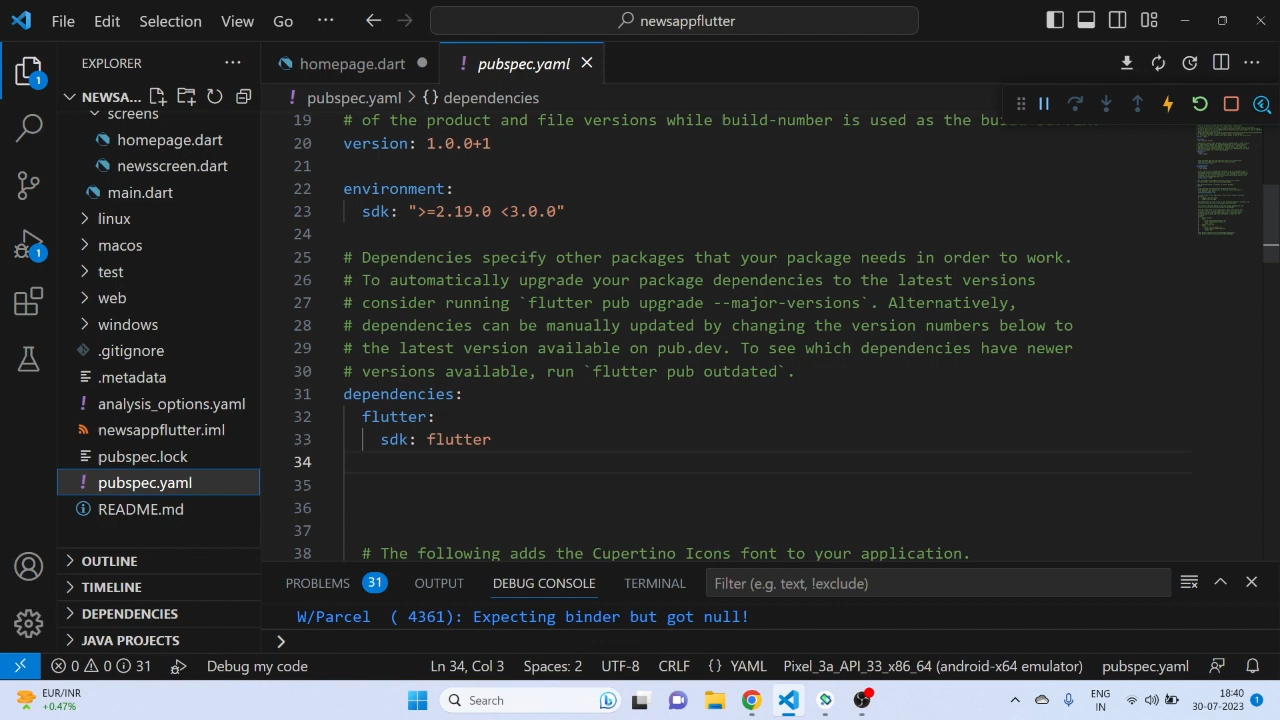 File Edit Selection View Go ··· newsappflutter
EXPLORER ···
homepage.dart
pubspec.yaml
NEWSA...
pubspec.yaml > {} dependencies
screens
homepage.dart
newsscreen.dart
main.dart
linux
macos
test
web
windows
.gitignore
.metadata
analysis_options.yaml
newsappflutter.iml
pubspec.lock
pubspec.yaml
README.md
OUTLINE
TIMELINE
DEPENDENCIES
JAVA PROJECTS
1
1
19 # of the product and file versions while build-number is used as the
20 version: 1.0.0+1
21
22 environment:
23 sdk: ">=2.19.0 <3.0.0"
24
25 # Dependencies specify other packages that your package needs in order to work.
26 # To automatically upgrade your package dependencies to the latest versions
27 # consider running `flutter pub upgrade --major-versions`. Alternatively,
28 # dependencies can be manually updated by changing the version numbers below to
29 # the latest version available on pub.dev. To see which dependencies have newer
30 # versions available, run `flutter pub outdated`.
31 dependencies:
32 flutter:
33 sdk: flutter
34
35
36
37
38 # The following adds the Cupertino Icons font to your application.
PROBLEMS 31 OUTPUT DEBUG CONSOLE TERMINAL Filter (e.g. text, !exclude)
W/Parcel ( 4361): Expecting binder but got null!
>
0 0 31 Debug my code Ln 34, Col 3 Spaces: 2 UTF-8 CRLF {} YAML Pixel_3a_API_33_x86_64 (android-x64 emulator) pubspec.yaml
EUR/INR
+0.47%
Search
ENG
IN
18:40
30-07-2023
1